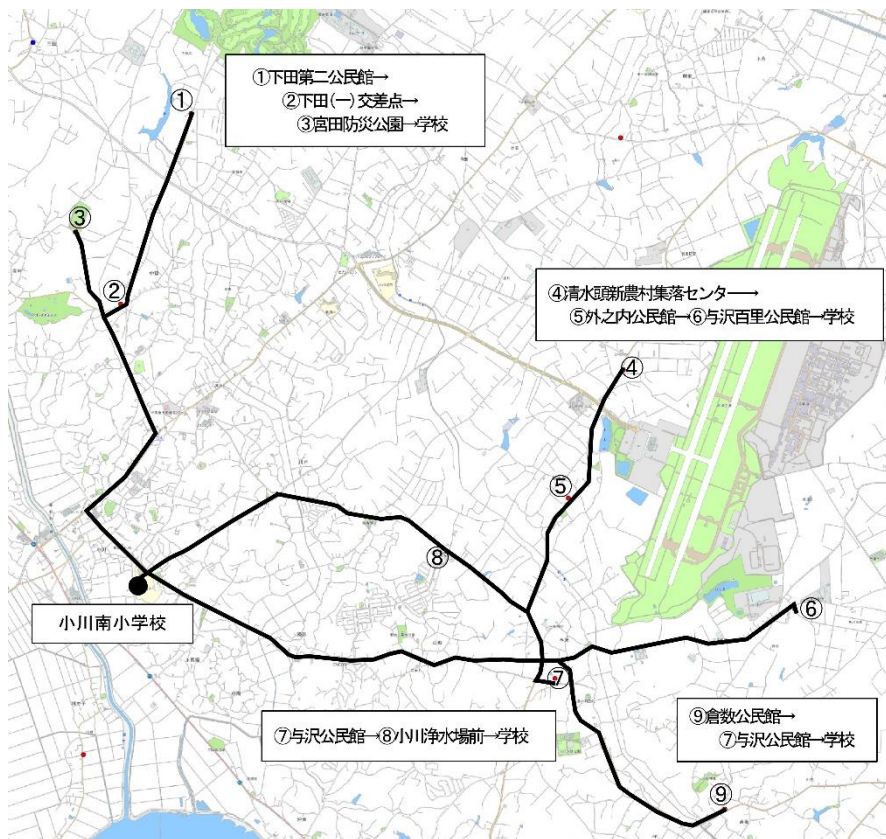 ①下田第二公民館→
②下田(一)交差点→
③宮田防災公園→学校
①
③
②
④清水頭新農村集落センター→
⑤外之内公民館→⑥与沢百里公民館→学校
④
⑤
⑧
⑥
小川南小学校
⑦
⑦与沢公民館→⑧小川浄水場前→学校
⑨倉数公民館→
⑦与沢公民館→学校
⑨